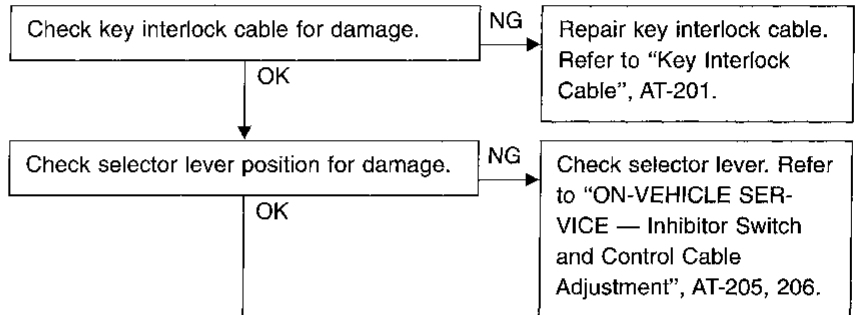 Check key interlock cable for damage.
NG
Repair key interlock cable.
Refer to “Key Interlock
Cable”, AT-201.
OK
Check selector lever position for damage.
NG
Check selector lever. Refer
to “ON-VEHICLE SER-
VICE — Inhibitor Switch
and Control Cable
Adjustment”, AT-205, 206.
OK